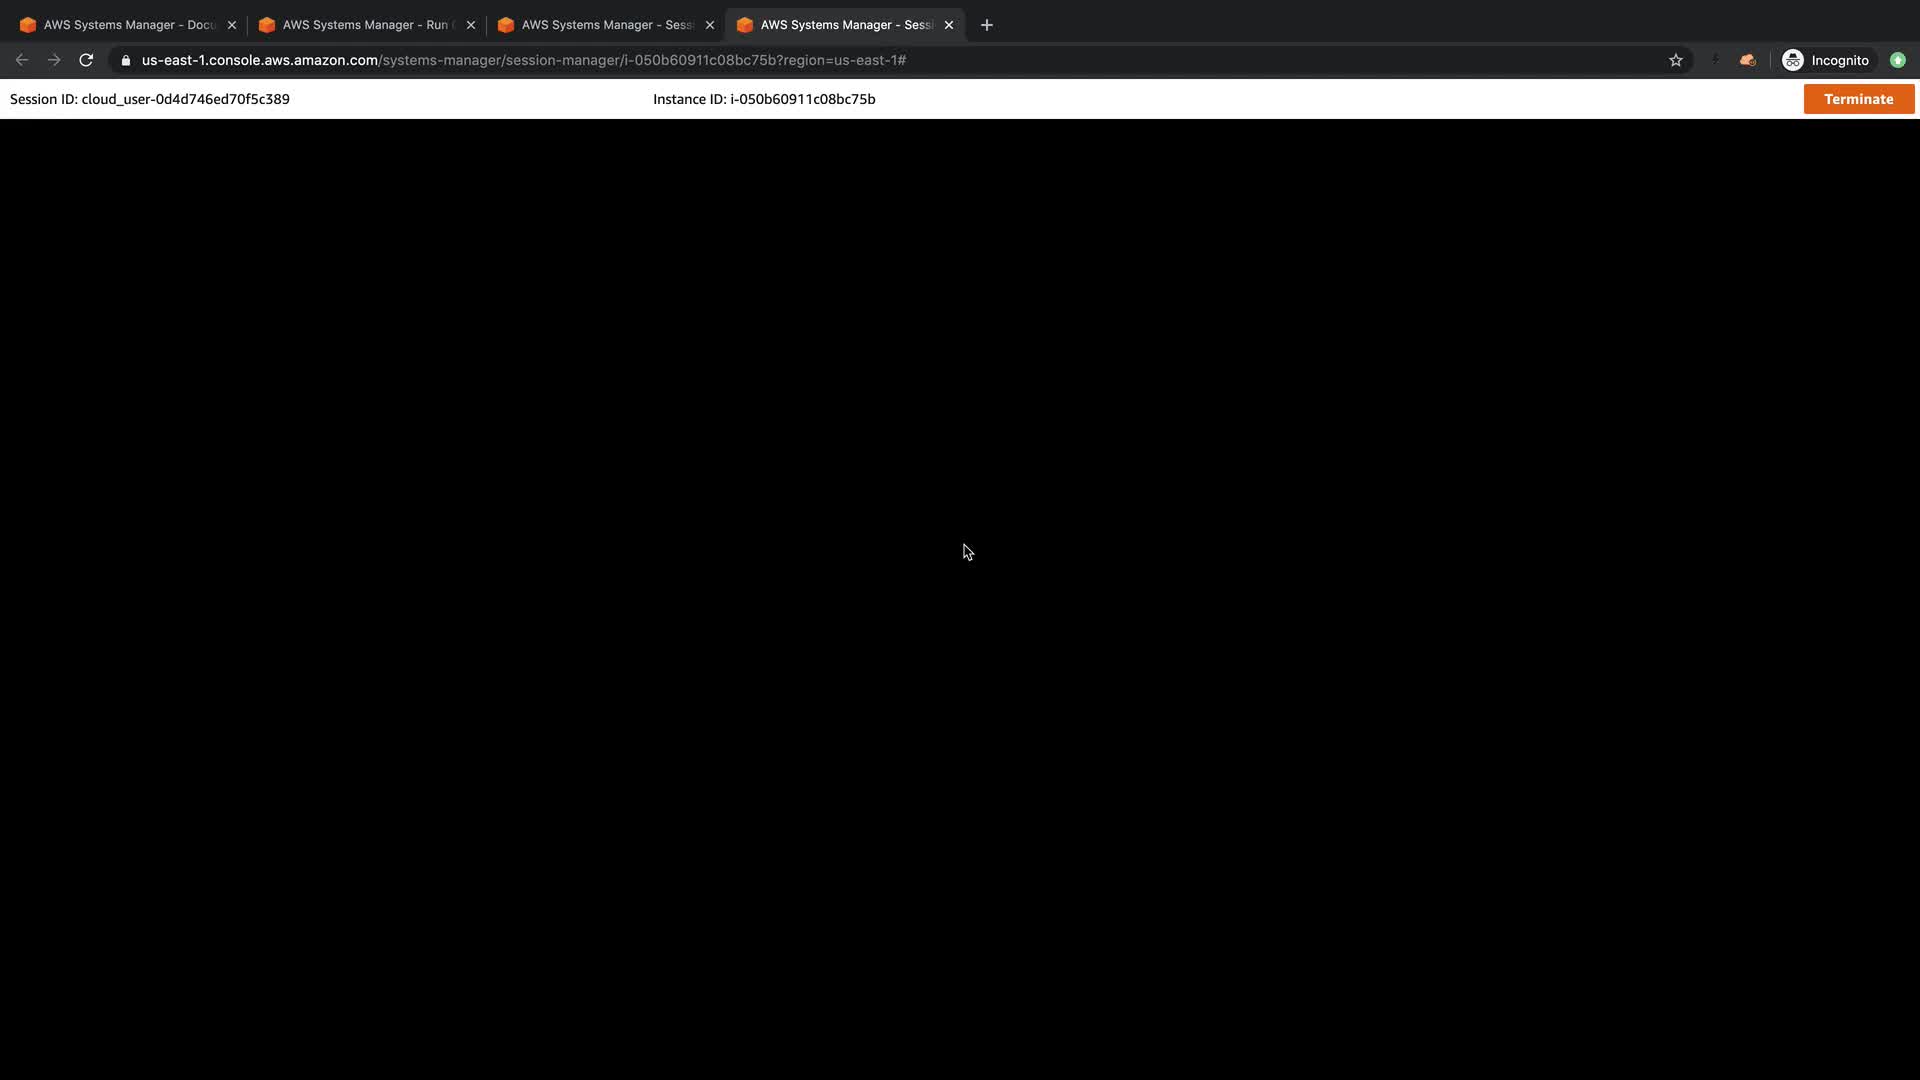 AWS Systems Manager - Docu
AWS Systems Manager - Run C
AWS Systems Manager - Sessi
AWS Systems Manager - Sessi
us-east-1.console.aws.amazon.com/systems-manager/session-manager/i-050b60911c08bc75b?region=us-east-1#
Incognito
Session ID: cloud_user-0d4d746ed70f5c389
Instance ID: i-050b60911c08bc75b
Terminate